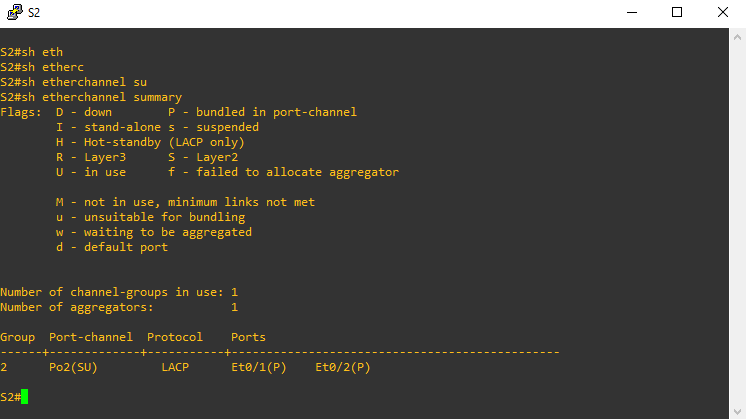 S2
S2#sh eth
S2#sh etherc
S2#sh etherchannel su
S2#sh etherchannel summary
Flags:  D - down        P - bundled in port-channel
        I - stand-alone s - suspended
        H - Hot-standby (LACP only)
        R - Layer3      S - Layer2
        U - in use      f - failed to allocate aggregator

        M - not in use, minimum links not met
        u - unsuitable for bundling
        w - waiting to be aggregated
        d - default port


Number of channel-groups in use: 1
Number of aggregators:           1

Group  Port-channel  Protocol    Ports
------+-------------+-----------+-----------------------------------------------
2      Po2(SU)         LACP      Et0/1(P)    Et0/2(P)

S2#